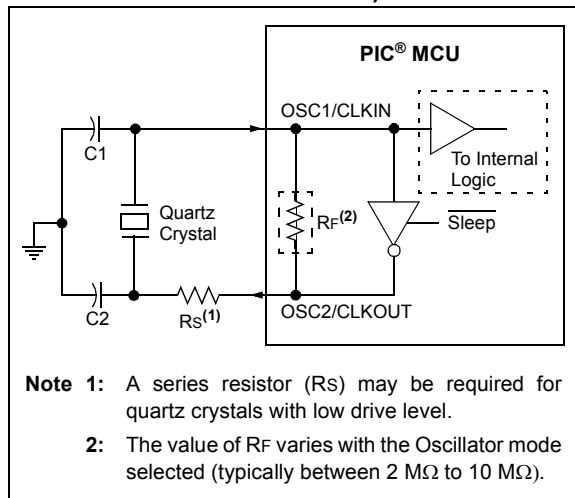 PIC® MCU
OSC1/CLKIN
C1
To Internal
Logic
Quartz
Crystal
RF(2)
Sleep
C2
RS(1)
OSC2/CLKOUT
Note 1: A series resistor (RS) may be required for
quartz crystals with low drive level.
2: The value of RF varies with the Oscillator mode
selected (typically between 2 MΩ to 10 MΩ).